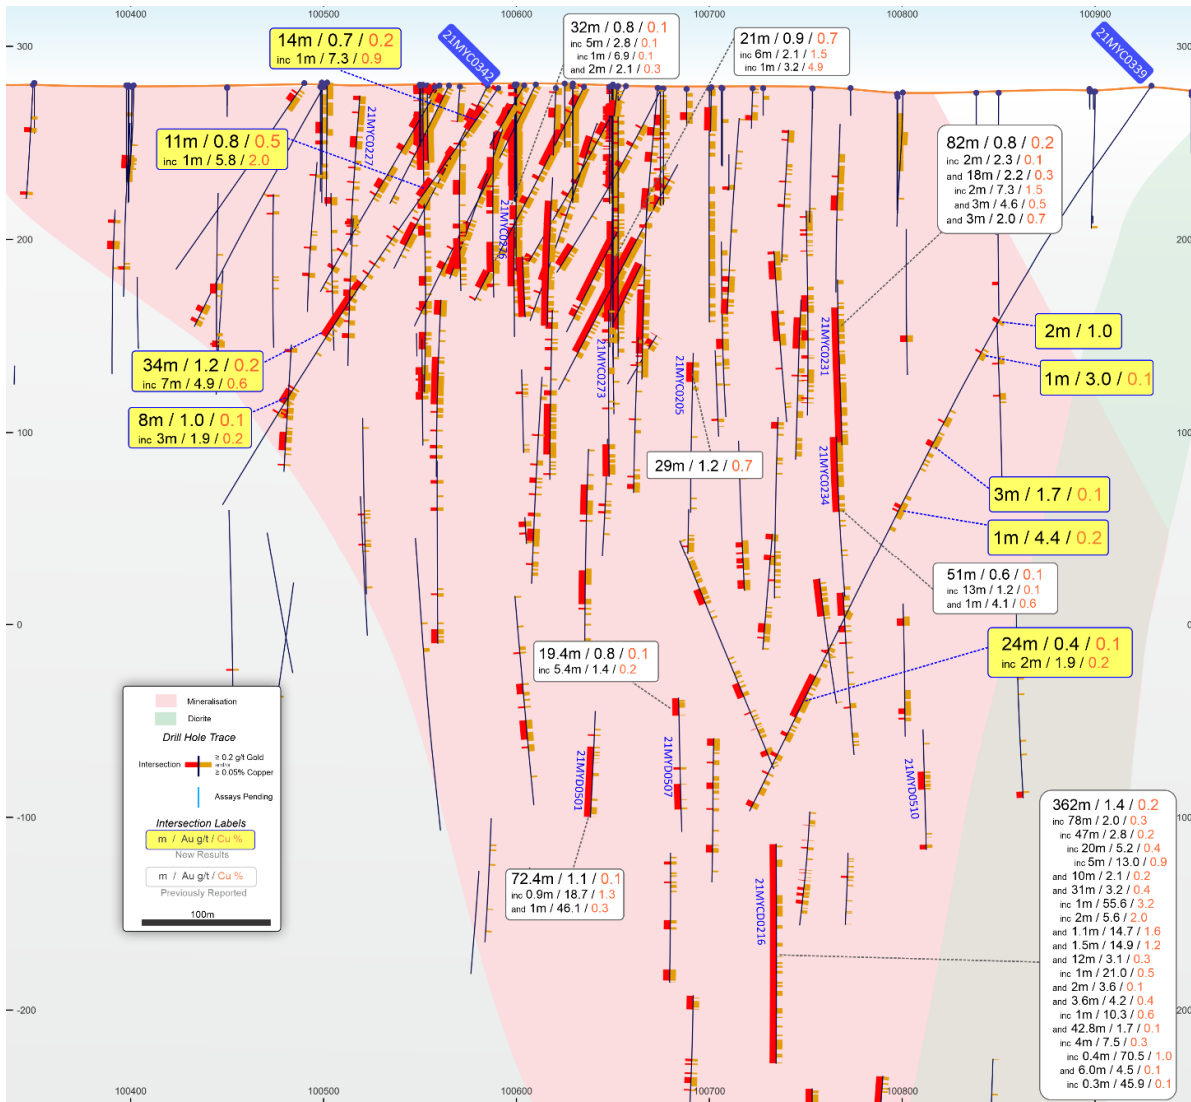 100400 100500 100600 100700 100800 100900
300
300
200
200
100
100
0
0
-100
100
-200
200
21MYC0342
21MYC0339
14m / 0.7 / 0.2
inc 1m / 7.3 / 0.9
32m / 0.8 / 0.1
inc 5m / 2.8 / 0.1
inc 1m / 6.9 / 0.1
and 2m / 2.1 / 0.3
21m / 0.9 / 0.7
inc 6m / 2.1 / 1.5
inc 1m / 3.2 / 4.9
11m / 0.8 / 0.5
inc 1m / 5.8 / 2.0
21MYC0227
82m / 0.8 / 0.2
inc 2m / 2.3 / 0.1
and 18m / 2.2 / 0.3
inc 2m / 7.3 / 1.5
and 3m / 4.6 / 0.5
and 3m / 2.0 / 0.7
21MYC0226
34m / 1.2 / 0.2
inc 7m / 4.9 / 0.6
2m / 1.0
1m / 3.0 / 0.1
8m / 1.0 / 0.1
inc 3m / 1.9 / 0.2
21MYC0273
21MYC0205
21MYC0231
29m / 1.2 / 0.7
21MYC0234
3m / 1.7 / 0.1
1m / 4.4 / 0.2
51m / 0.6 / 0.1
inc 13m / 1.2 / 0.1
and 1m / 4.1 / 0.6
19.4m / 0.8 / 0.1
inc 5.4m / 1.4 / 0.2
24m / 0.4 / 0.1
inc 2m / 1.9 / 0.2
21MYD0501
21MYD0507
21MYD0510
72.4m / 1.1 / 0.1
inc 0.9m / 18.7 / 1.3
and 1m / 46.1 / 0.3
21MYCD0216
362m / 1.4 / 0.2
inc 78m / 2.0 / 0.3
inc 47m / 2.8 / 0.2
inc 20m / 5.2 / 0.4
inc 5m / 13.0 / 0.9
and 10m / 2.1 / 0.2
and 31m / 3.2 / 0.4
inc 1m / 55.6 / 3.2
inc 2m / 5.6 / 2.0
and 1.1m / 14.7 / 1.6
and 1.5m / 14.9 / 1.2
and 12m / 3.1 / 0.3
inc 1m / 21.0 / 0.5
and 2m / 3.6 / 0.1
and 3.6m / 4.2 / 0.4
inc 1m / 10.3 / 0.6
and 42.8m / 1.7 / 0.1
inc 4m / 7.5 / 0.3
inc 0.4m / 70.5 / 1.0
and 6.0m / 4.5 / 0.1
inc 0.3m / 45.9 / 0.1
Mineralisation
Diorite
Drill Hole Trace
Intersection
≥ 0.2 g/t Gold
and/or
≥ 0.05% Copper
Assays Pending
Intersection Labels
m / Au g/t / Cu %
New Results
m / Au g/t / Cu %
Previously Reported
100m
100400 100500 100600 100700 100800 100900